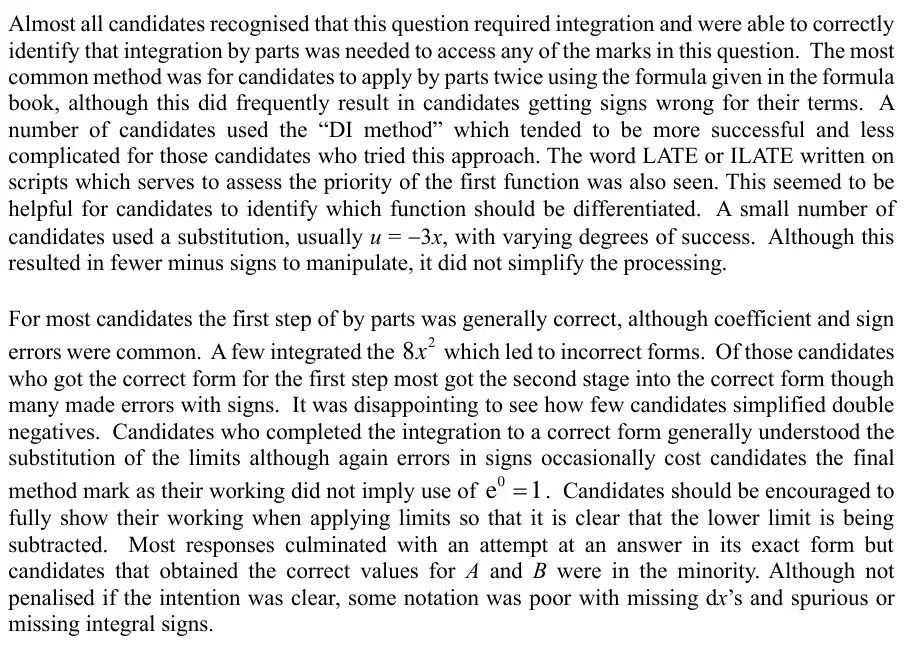 Almost all candidates recognised that this question required integration and were able to correctly
identify that integration by parts was needed to access any of the marks in this question.  The most
common method was for candidates to apply by parts twice using the formula given in the formula
book, although this did frequently result in candidates getting signs wrong for their terms.  A
number of candidates used the “DI method” which tended to be more successful and less
complicated for those candidates who tried this approach. The word LATE or ILATE written on
scripts which serves to assess the priority of the first function was also seen. This seemed to be
helpful for candidates to identify which function should be differentiated.  A small number of
candidates used a substitution, usually u = –3x, with varying degrees of success.  Although this
resulted in fewer minus signs to manipulate, it did not simplify the processing.
For most candidates the first step of by parts was generally correct, although coefficient and sign
errors were common.  A few integrated the 8x² which led to incorrect forms.  Of those candidates
who got the correct form for the first step most got the second stage into the correct form though
many made errors with signs.  It was disappointing to see how few candidates simplified double
negatives.  Candidates who completed the integration to a correct form generally understood the
substitution of the limits although again errors in signs occasionally cost candidates the final
method mark as their working did not imply use of e⁰ = 1.  Candidates should be encouraged to
fully show their working when applying limits so that it is clear that the lower limit is being
subtracted.  Most responses culminated with an attempt at an answer in its exact form but
candidates that obtained the correct values for A and B were in the minority. Although not
penalised if the intention was clear, some notation was poor with missing dx’s and spurious or
missing integral signs.